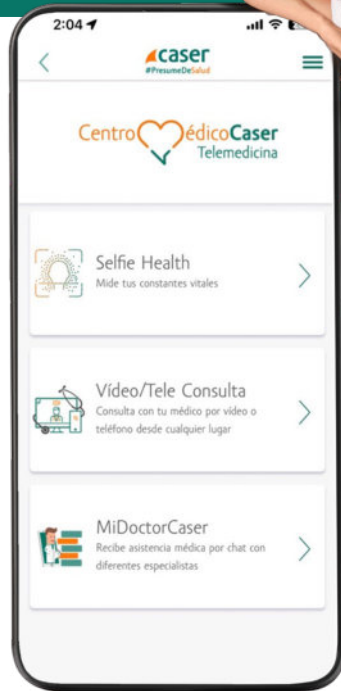 2:04
caser
#PresumeDeSalud
Centro MédicoCaser
Telemedicina
Selfie Health
Mide tus constantes vitales
Vídeo/Tele Consulta
Consulta con tu médico por vídeo o
teléfono desde cualquier lugar
MiDoctorCaser
Recibe asistencia médica por chat con
diferentes especialistas